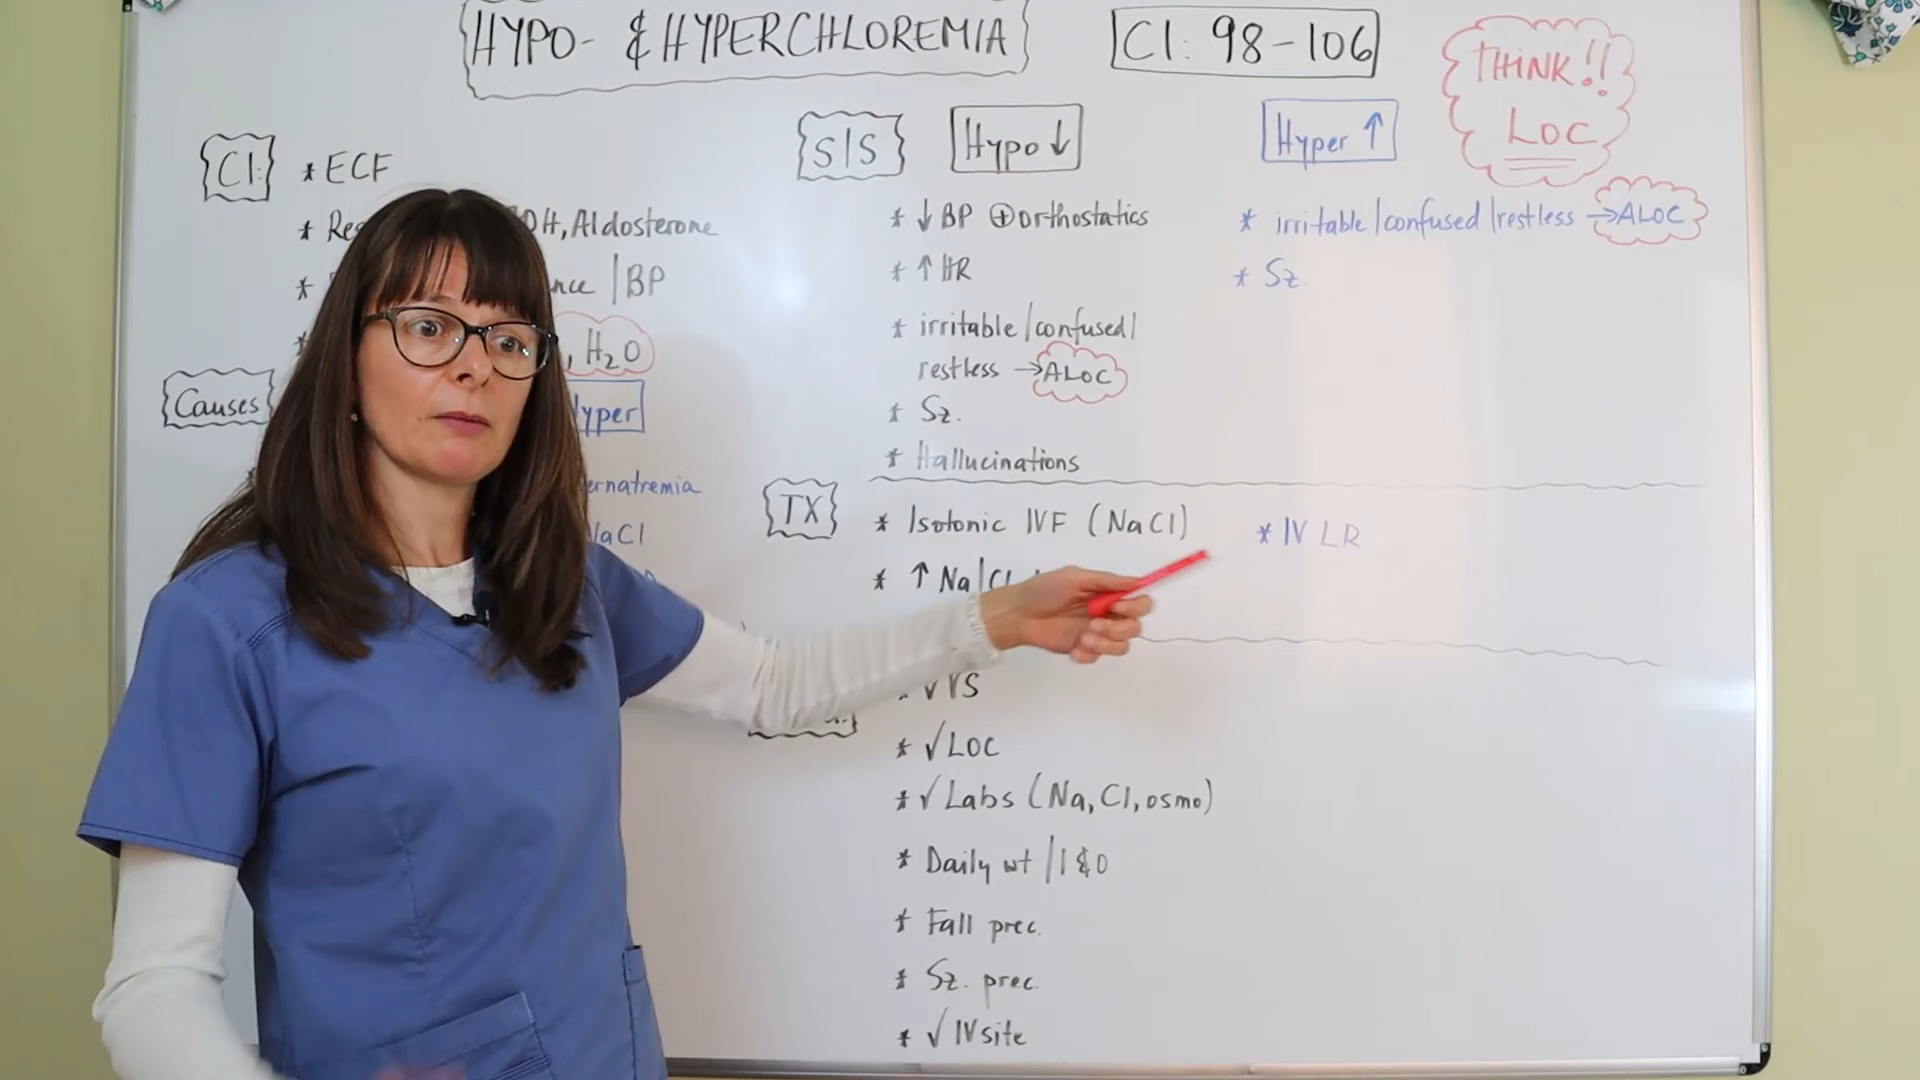 HYPO- & HYPERCHLOREMIA
Cl: 98-106
THINK!!
LOC
Cl:
* ECF
* DH, Aldosterone
* nce | BP
, H₂O
Causes
yper
ernatremia
NaCl
S|S
Hypo ↓
* ↓ BP ⊕ orthostatics
* ↑ HR
* irritable | confused |
restless → ALOC
* Sz.
* Hallucinations
Hyper ↑
* irritable | confused | restless → ALOC
* Sz.
TX
* Isotonic IVF (NaCl)
* ↑ Na|Cl
* IV LR
* √ VS
* √ LOC
* √ Labs (Na, Cl, osmo)
* Daily wt / I & O
* Fall prec.
* Sz. prec.
* √ IV site